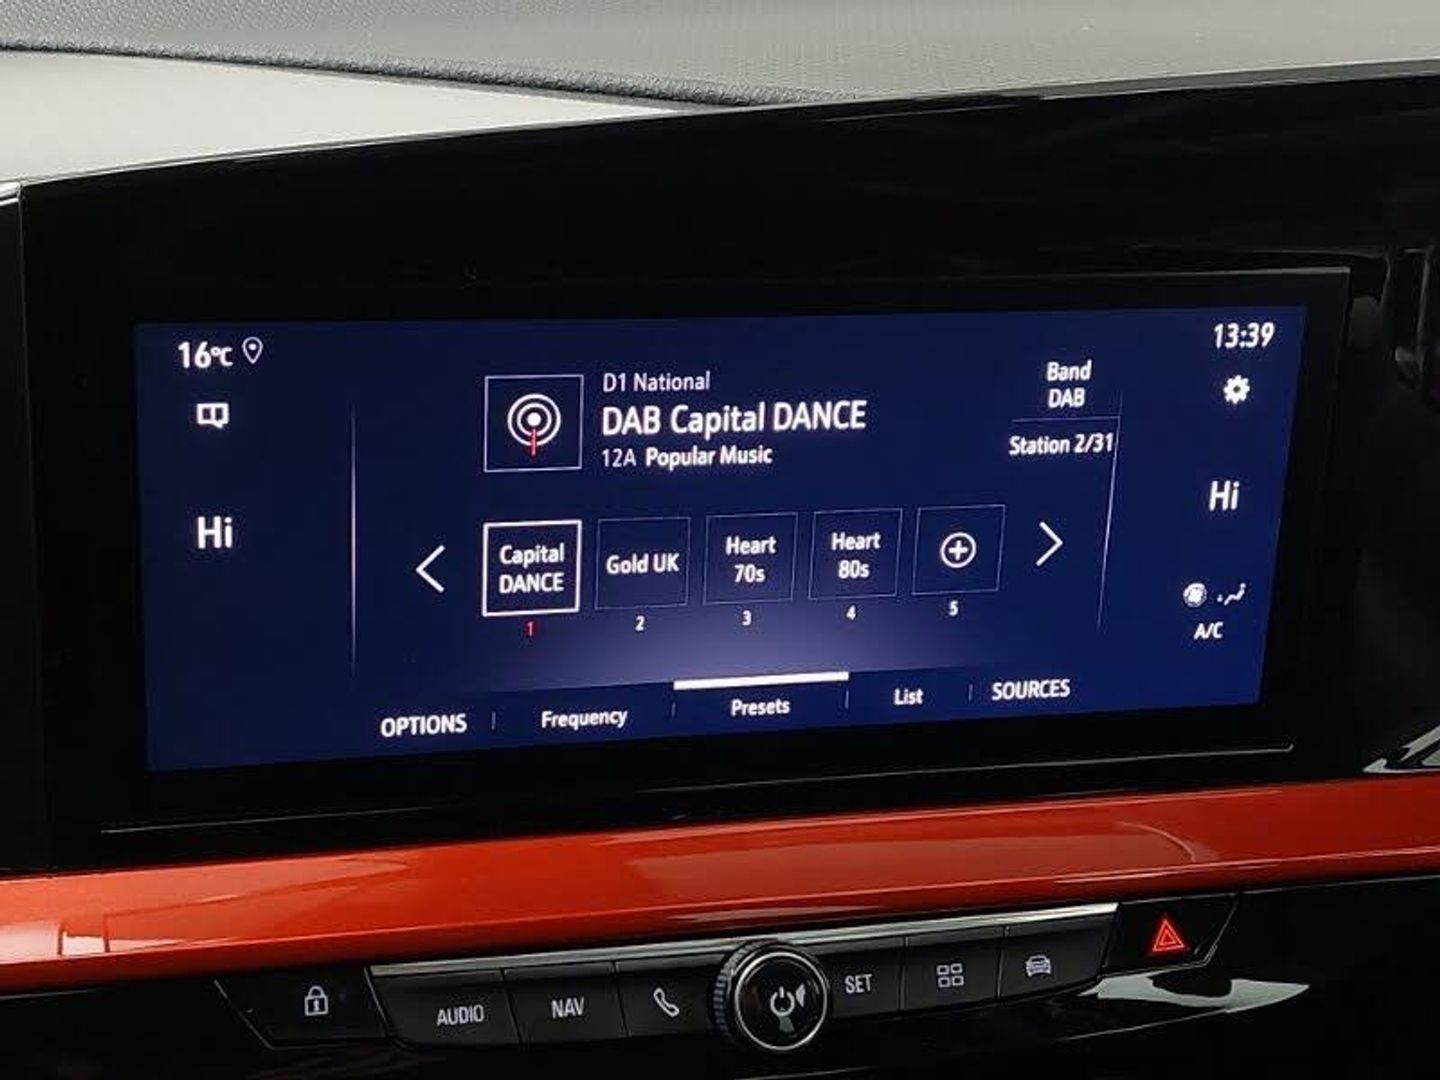 16°C
13:39
D1 National
DAB Capital DANCE
12A Popular Music
Band
DAB
Station 2/31
Hi
Hi
Capital
DANCE
Gold UK
Heart
70s
Heart
80s
1
2
3
4
5
A/C
OPTIONS
Frequency
Presets
List
SOURCES
AUDIO
NAV
SET